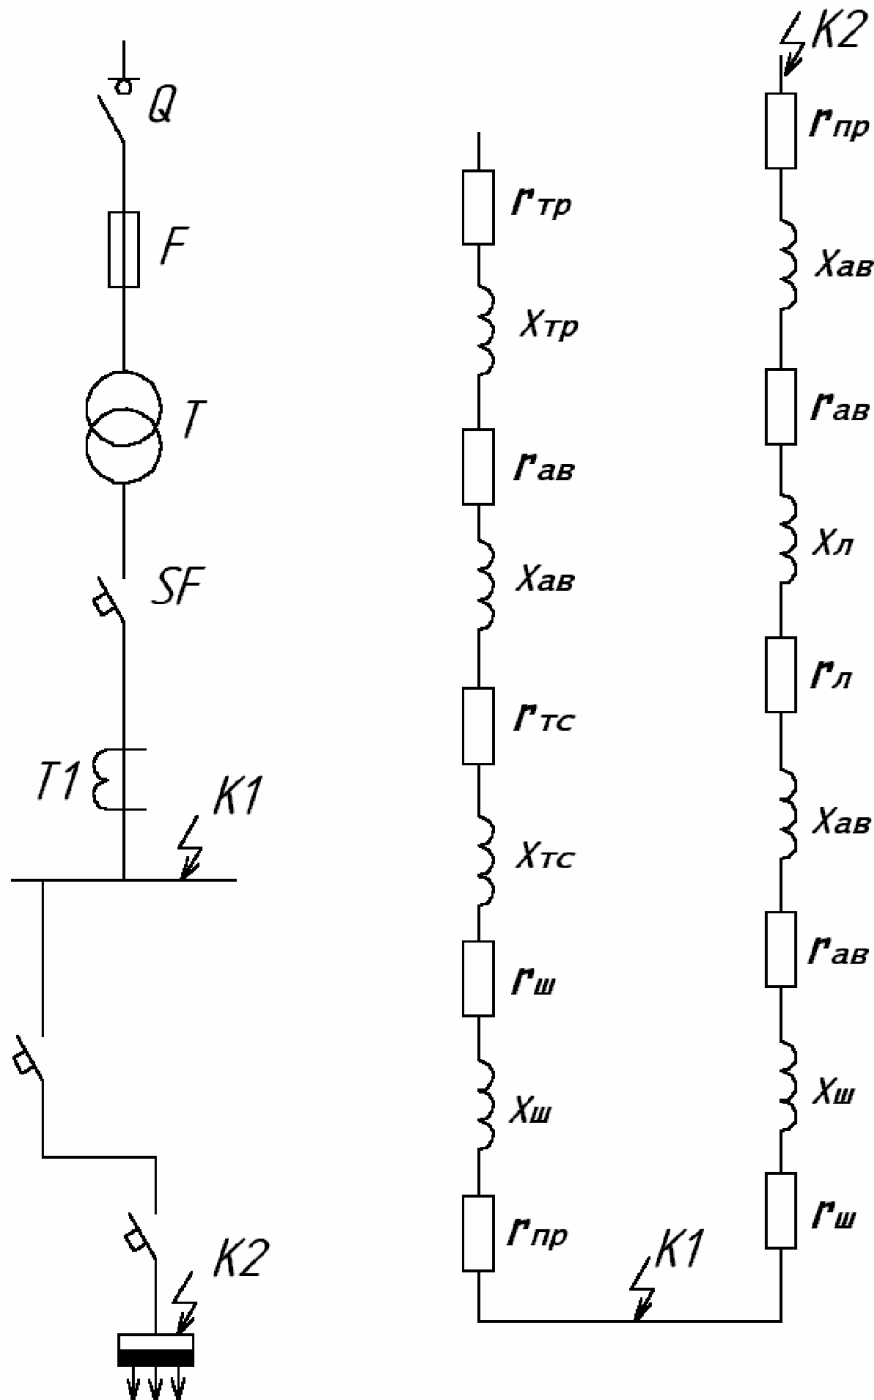 Q
F
T
SF
T1
K1
K2
rтр
Xтр
rав
Xав
rтс
Xтс
rш
Xш
rпр
K1
K2
rпр
Xав
rав
Xл
rл
Xав
rав
Xш
rш